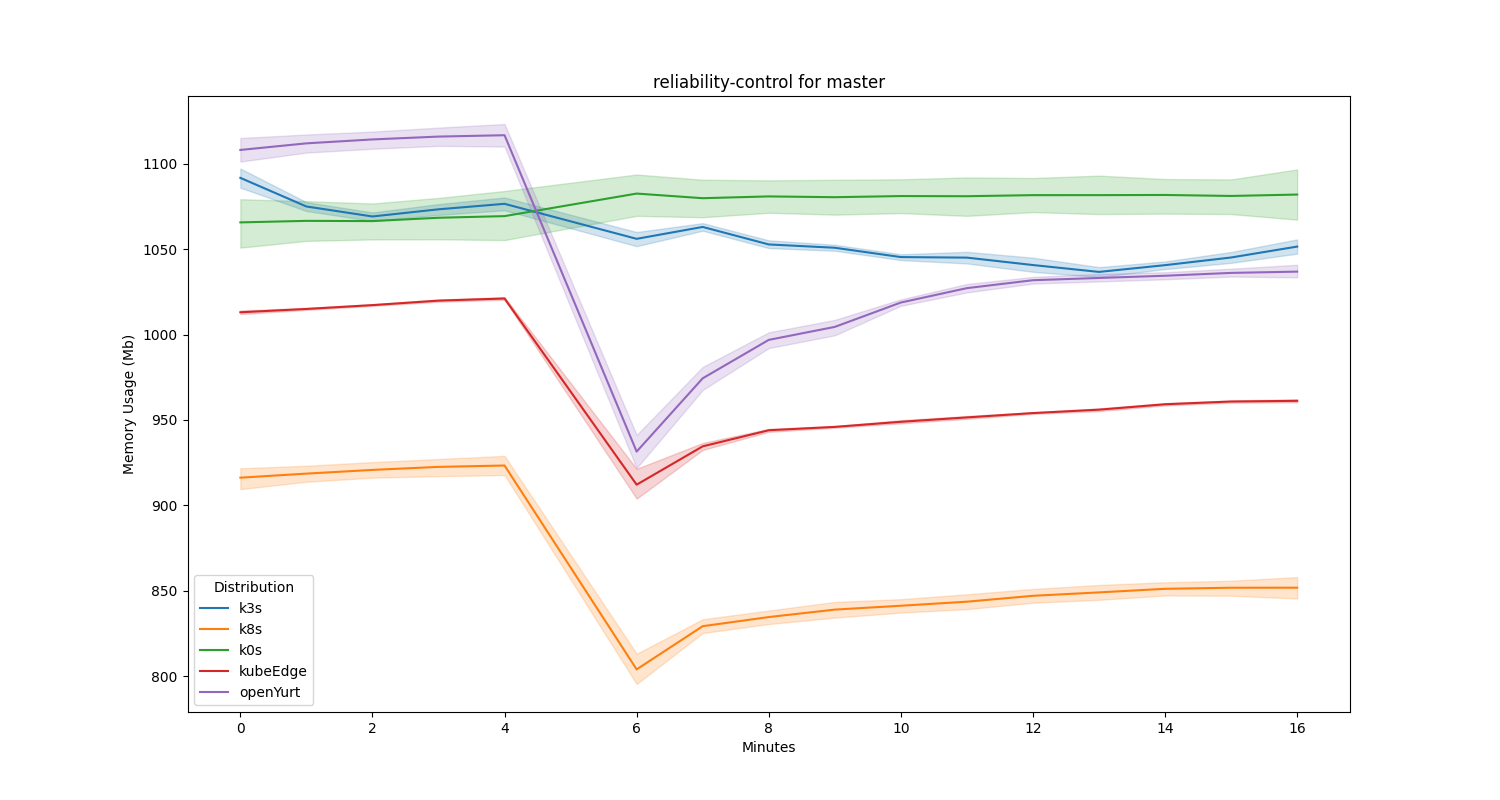 reliability-control for master
Memory Usage (Mb)
1100
1050
1000
950
900
850
800
Distribution
k3s
k8s
k0s
kubeEdge
openYurt
0 2 4 6 8 10 12 14 16
Minutes